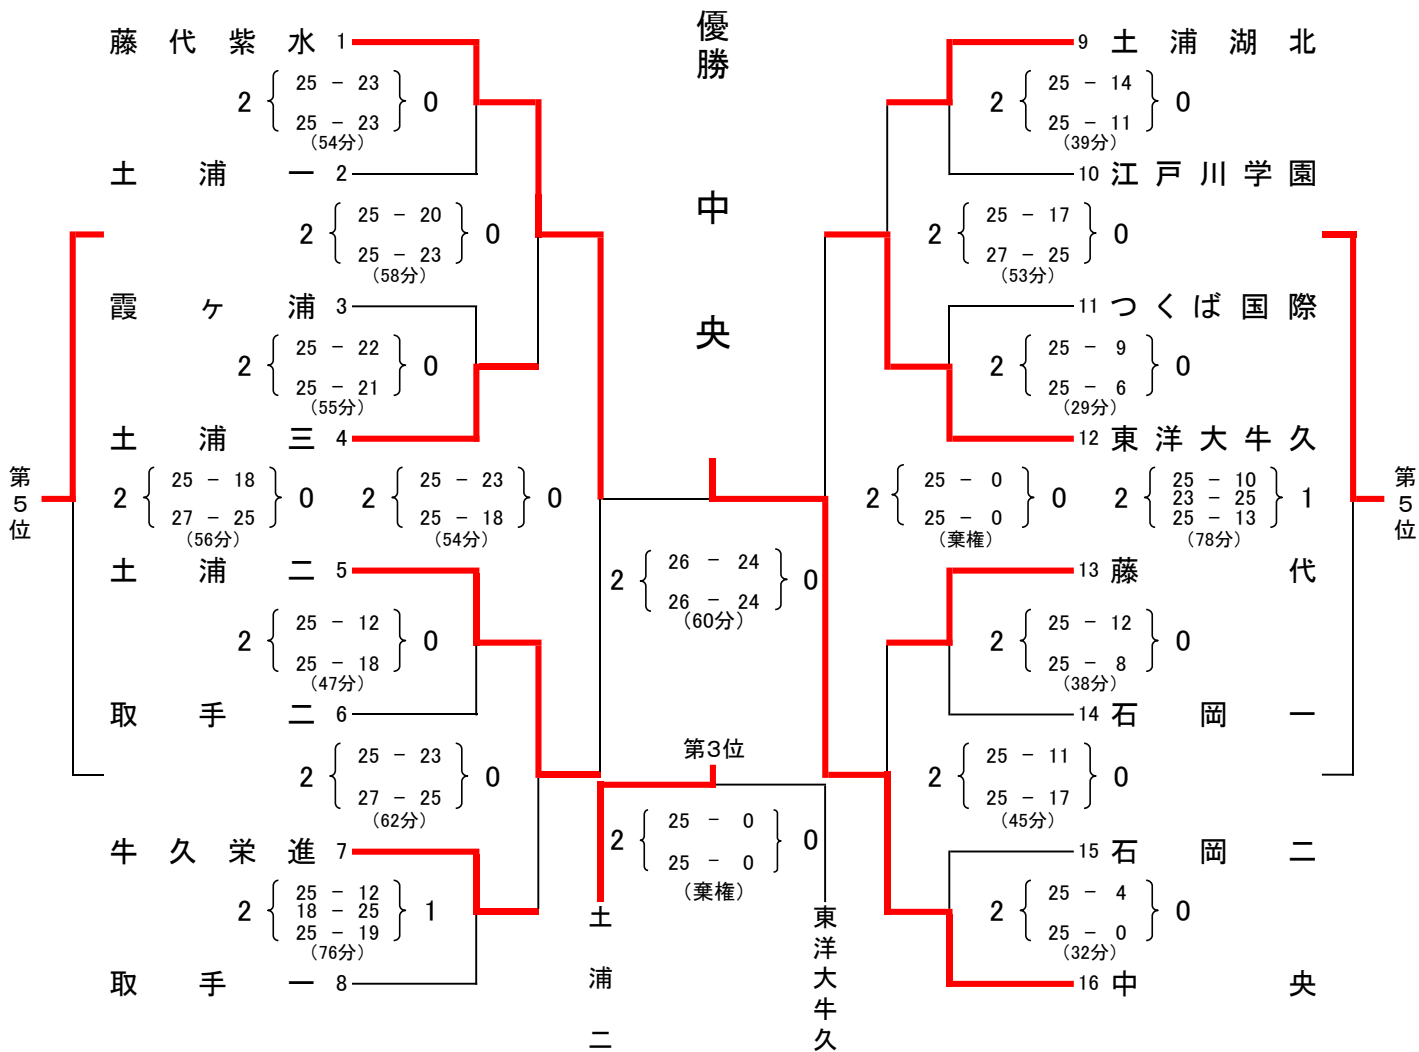 優勝
中央
藤代紫水 1
2 25 － 23 0
25 － 23
(54分)
土浦一 2
2 25 － 20 0
25 － 23
(58分)
霞ヶ浦 3
2 25 － 22 0
25 － 21
(55分)
土浦三 4
第5位
2 25 － 18 0
27 － 25
(56分)
2 25 － 23 0
25 － 18
(54分)
土浦二 5
2 25 － 12 0
25 － 18
(47分)
取手二 6
2 25 － 23 0
27 － 25
(62分)
牛久栄進 7
2 25 － 12 1
18 － 25
25 － 19
(76分)
取手一 8
2 26 － 24 0
26 － 24
(60分)
第3位
2 25 － 0 0
25 － 0
(棄権)
土浦二
東洋大牛久
9 土浦湖北
2 25 － 14 0
25 － 11
(39分)
10 江戸川学園
2 25 － 17 0
27 － 25
(53分)
11 つくば国際
2 25 － 9 0
25 － 6
(29分)
12 東洋大牛久
2 25 － 0 0
25 － 0
(棄権)
2 25 － 10 1
23 － 25
25 － 13
(78分)
第5位
13 藤代
2 25 － 12 0
25 － 8
(38分)
14 石岡一
2 25 － 11 0
25 － 17
(45分)
15 石岡二
2 25 － 4 0
25 － 0
(32分)
16 中央